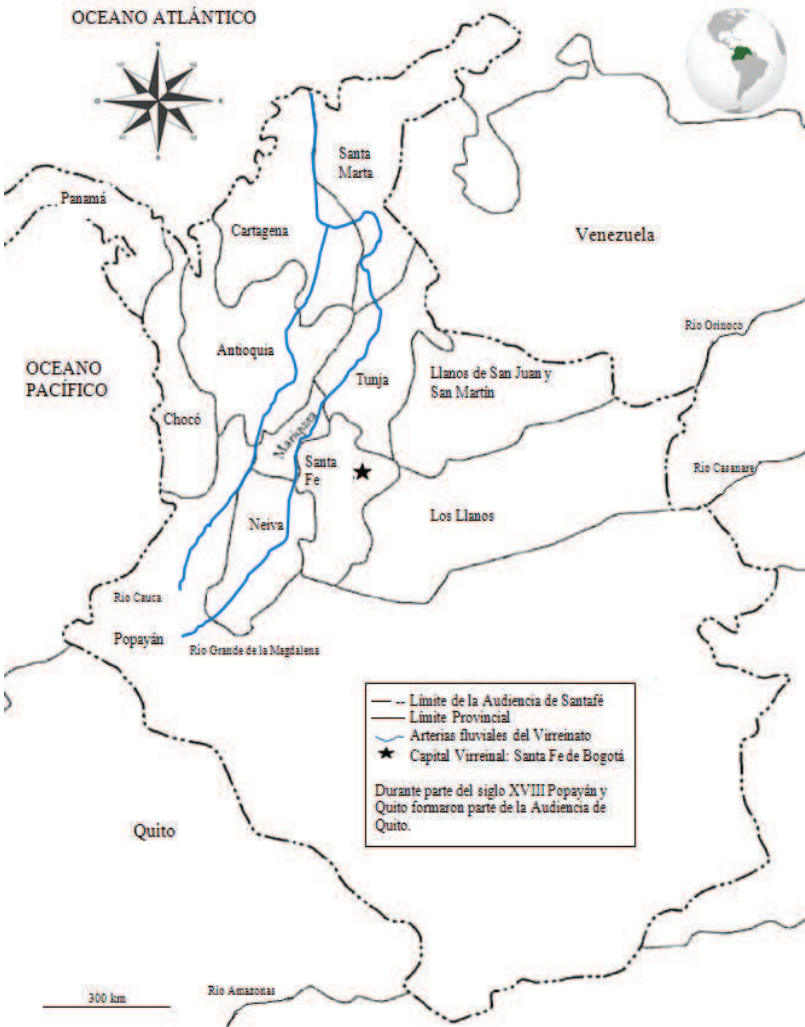 OCEANO ATLÁNTICO
Santa
Marta
Panamá
Cartagena
Venezuela
Río Orinoco
Antioquia
OCEANO
PACÍFICO
Tunja
Llanos de San Juan y
San Martín
Chocó
Mariquita
Santa
Fe
Río Casanare
Neiva
Los Llanos
Río Cauca
Popayán
Río Grande de la Magdalena
Límite de la Audiencia de Santafé
Límite Provincial
Arterias fluviales del Virreinato
Capital Virreinal: Santa Fe de Bogotá
Durante parte del siglo XVIII Popayán y
Quito formaron parte de la Audiencia de
Quito.
Quito
Río Amazonas
300 km